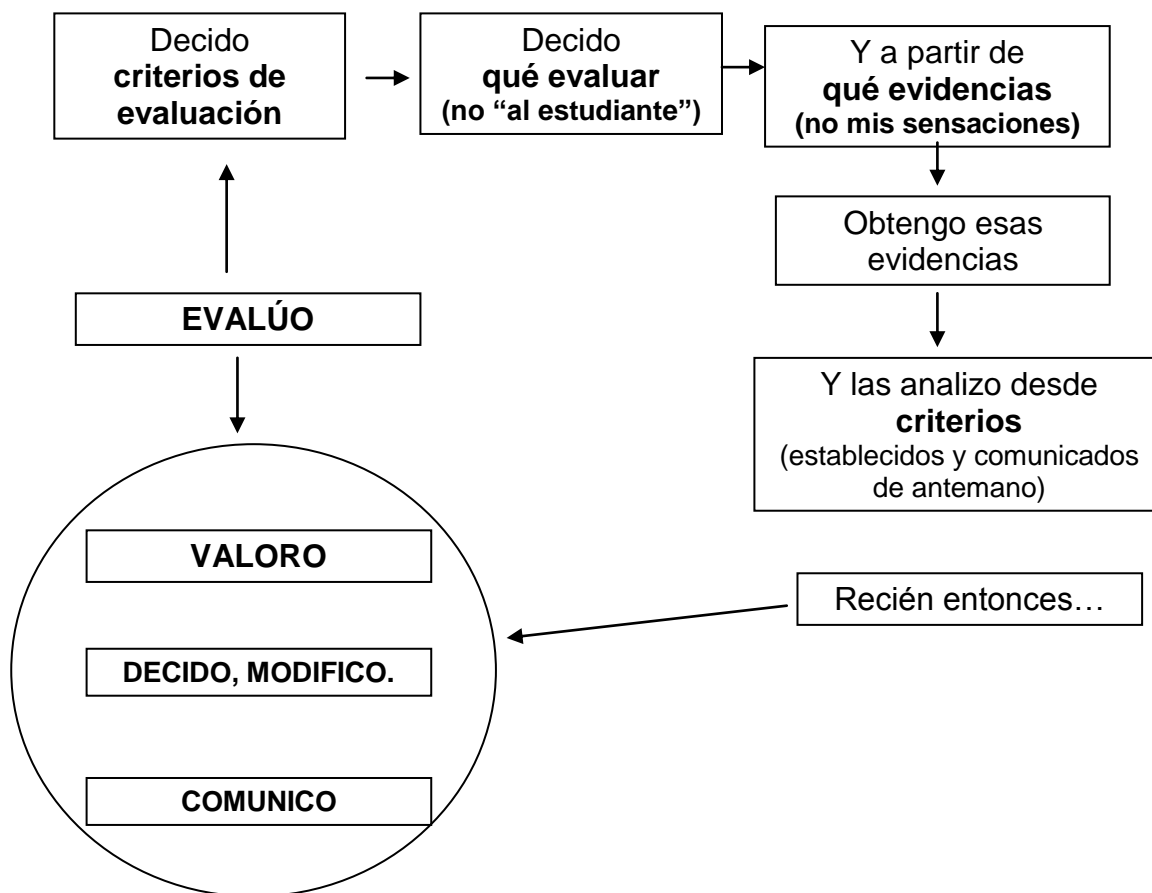 Decido
criterios de
evaluación
Decido
qué evaluar
(no “al estudiante”)
Y a partir de
qué evidencias
(no mis sensaciones)
Obtengo esas
evidencias
EVALÚO
Y las analizo desde
criterios
(establecidos y comunicados
de antemano)
Recién entonces…
VALORO
DECIDO, MODIFICO.
COMUNICO